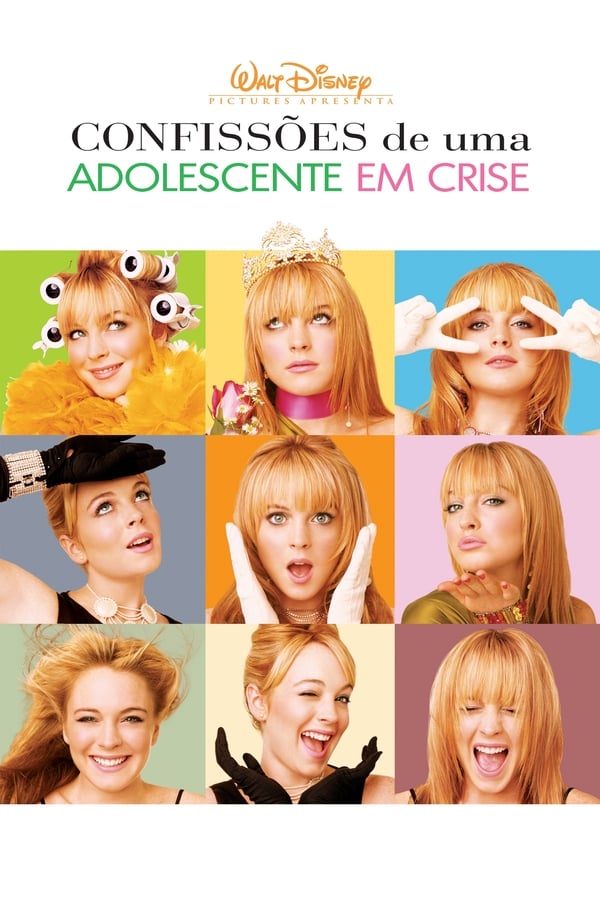 WALT DISNEY
PICTURES APRESENTA
CONFISSÕES de uma
ADOLESCENTE EM CRISE